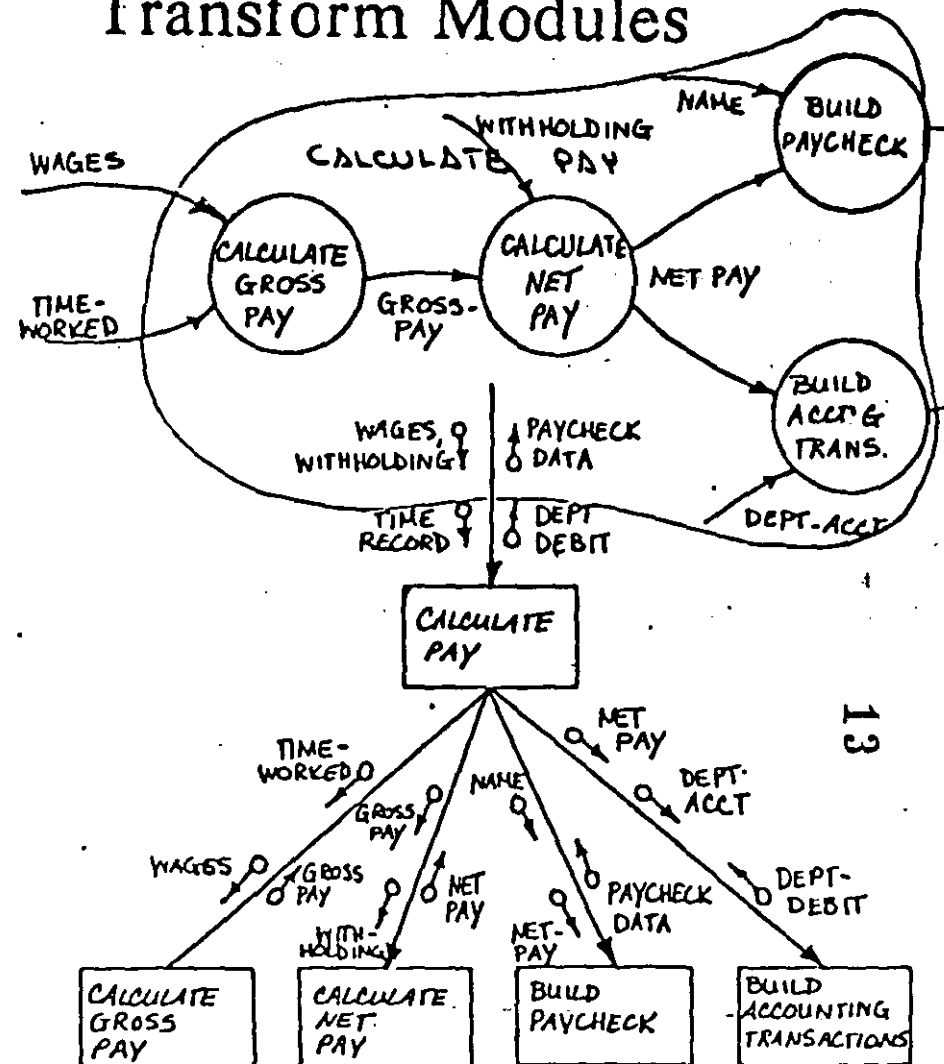 Transform Modules
NAME
BUILD
PAYCHECK
WITHHOLDING
CALCULATE PAY
WAGES
CALCULATE
GROSS
PAY
CALCULATE
NET
PAY
NET PAY
TIME-
WORKED
GROSS-
PAY
BUILD
ACCT'G
TRANS.
WAGES,
WITHHOLDING
PAYCHECK
DATA
TIME
RECORD
DEPT
DEBIT
DEPT-ACCT
CALCULATE
PAY
13
NET
PAY
TIME-
WORKED
NAME
DEPT-
ACCT
GROSS
PAY
WAGES
GROSS
PAY
NET
PAY
PAYCHECK
DATA
DEPT-
DEBIT
WITH-
HOLDING
NET-
PAY
CALCULATE
GROSS
PAY
CALCULATE
NET
PAY
BUILD
PAYCHECK
BUILD
ACCOUNTING
TRANSACTIONS